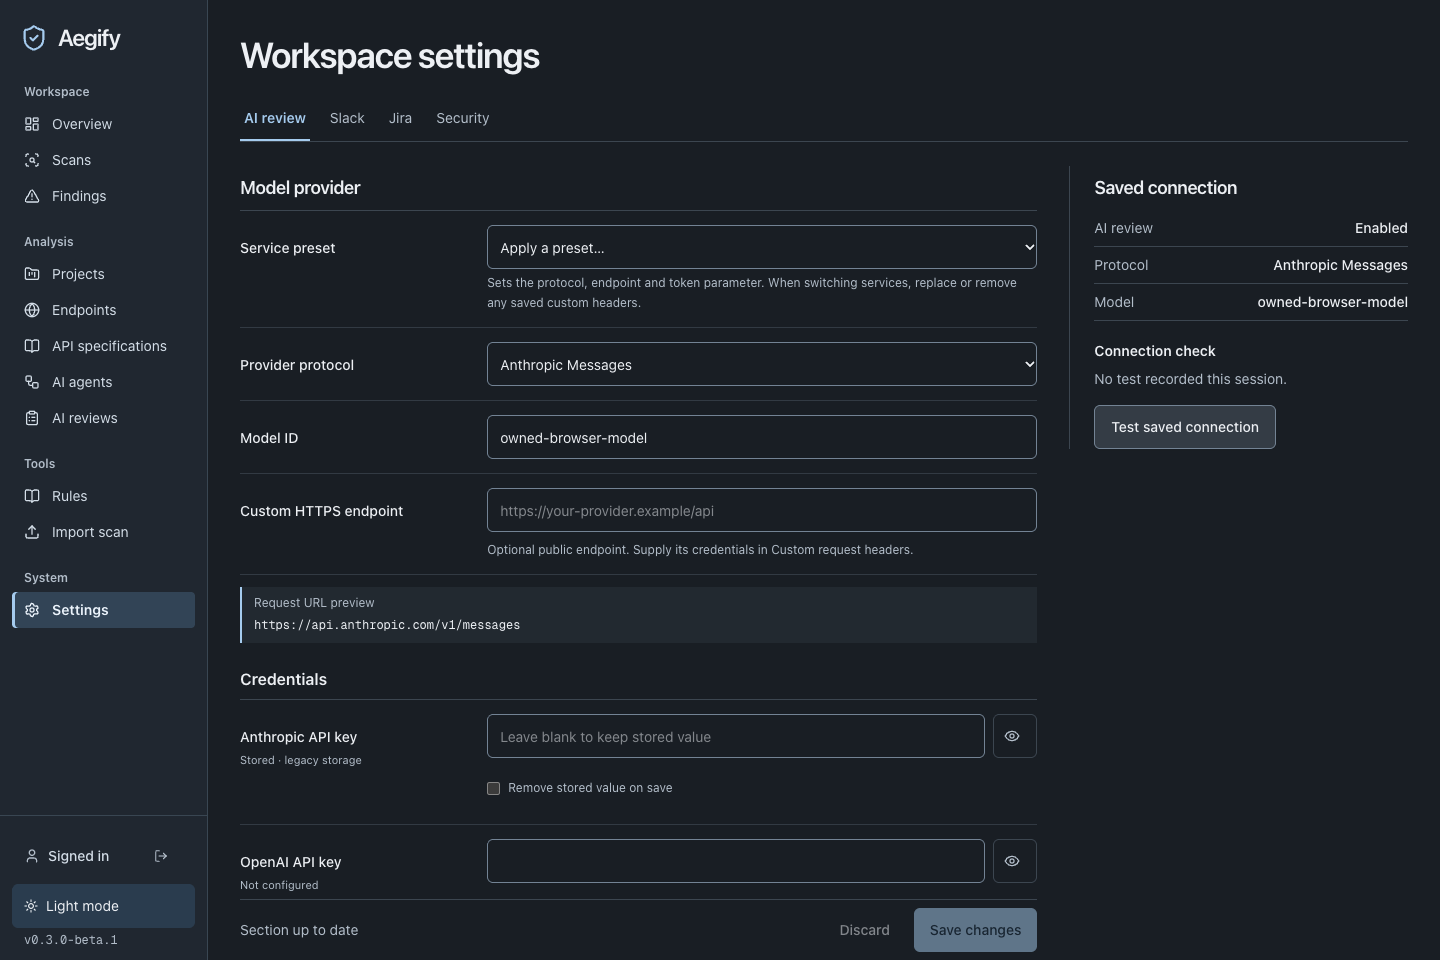 Aegify
Workspace
Overview
Scans
Findings
Analysis
Projects
Endpoints
API specifications
AI agents
AI reviews
Tools
Rules
Import scan
System
Settings
Signed in
Light mode
v0.3.0-beta.1
Workspace settings
AI review
Slack
Jira
Security
Model provider
Service preset
Apply a preset...
Sets the protocol, endpoint and token parameter. When switching services, replace or remove
any saved custom headers.
Provider protocol
Anthropic Messages
Model ID
owned-browser-model
Custom HTTPS endpoint
https://your-provider.example/api
Optional public endpoint. Supply its credentials in Custom request headers.
Request URL preview
https://api.anthropic.com/v1/messages
Credentials
Anthropic API key
Stored · legacy storage
Leave blank to keep stored value
Remove stored value on save
OpenAI API key
Not configured
Section up to date
Discard
Save changes
Saved connection
AI review Enabled
Protocol Anthropic Messages
Model owned-browser-model
Connection check
No test recorded this session.
Test saved connection